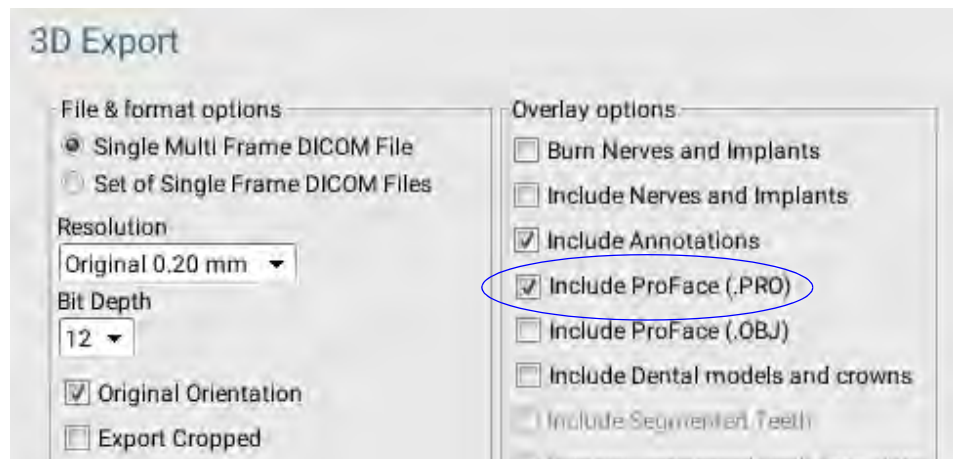 3D Export
File & format options
Single Multi Frame DICOM File
Set of Single Frame DICOM Files
Resolution
Original 0.20 mm
Bit Depth
12
Original Orientation
Export Cropped
Overlay options
Burn Nerves and Implants
Include Nerves and Implants
Include Annotations
Include ProFace (.PRO)
Include ProFace (.OBJ)
Include Dental models and crowns
Include Segmented Teeth